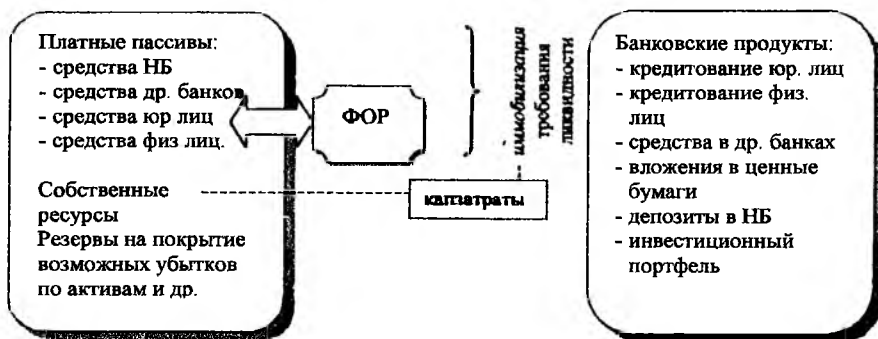 Платные пассивы:
- средства НБ
- средства др. банков
- средства юр лиц
- средства физ лиц.
Собственные
ресурсы
Резервы на покрытие
возможных убытков
по активам и др.
ФОР
капзатраты
иммобилизация
требования
ликвидности
Банковские продукты:
- кредитование юр. лиц
- кредитование физ.
лиц
- средства в др. банках
- вложения в ценные
бумаги
- депозиты в НБ
- инвестиционный
портфель